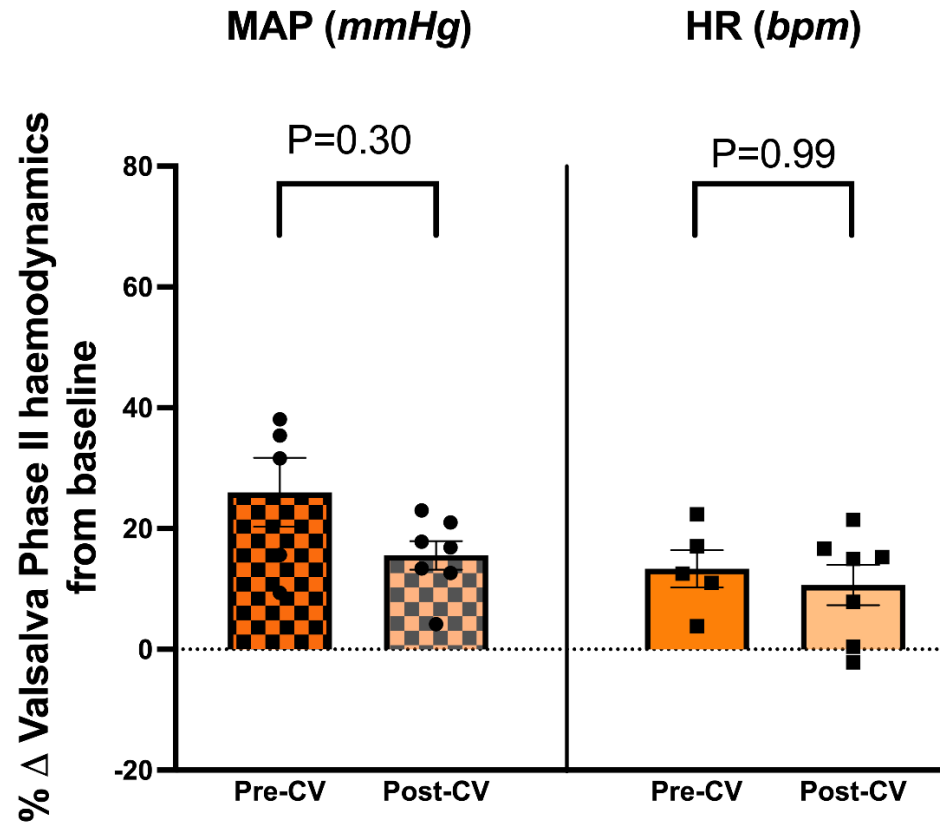 MAP (mmHg)
HR (bpm)
% Δ Valsalva Phase II haemodynamics
from baseline
P=0.30
P=0.99
80
60
40
20
0
-20
Pre-CV
Post-CV
Pre-CV
Post-CV